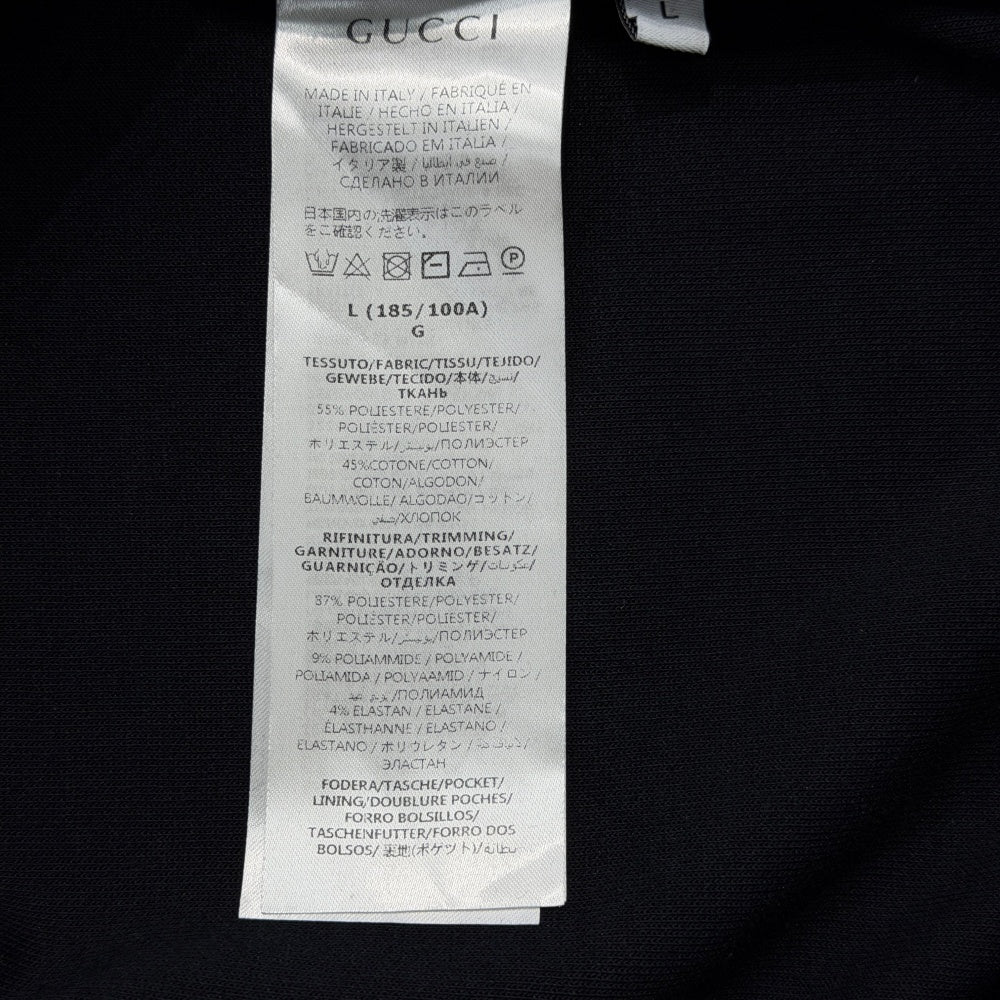 GUCCI
L
MADE IN ITALY / FABRIQUÉ EN
ITALIE / HECHO EN ITALIA /
HERGESTELT IN ITALIEN /
FABRICADO EM ITALIA /
イタリア製 / صنع في ايطاليا /
СДЕЛАНО В ИТАЛИИ
日本国内の洗濯表示はこのラベル
をご確認ください。
P
L (185/100A)
G
TESSUTO/FABRIC/TISSU/TEJIDO/
GEWEBE/TECIDO/本体/نسيج/
ТКАНЬ
55% POLIESTERE/POLYESTER/
POLIÉSTER/POLIESTER/
ポリエステル/بوليستر/ПОЛИЭСТЕР
45%COTONE/COTTON/
COTON/ALGODON/
BAUMWOLLE/ ALGODAO/コットン/
/ХЛОПОК
RIFINITURA/TRIMMING/
GARNITURE/ADORNO/BESATZ/
GUARNIÇÃO/トリミング/
ОТДЕЛКА
87% POLIESTERE/POLYESTER/
POLIÉSTER/POLIESTER/
ポリエステル/بوليستر/ПОЛИЭСТЕР
9% POLIAMMIDE / POLYAMIDE /
POLIAMIDA / POLYAAMID / ナイロン /
/ПОЛИАМИД
4% ELASTAN / ELASTANE /
ÉLASTHANNE / ELASTANO /
ELASTANO / ポリウレタン /
ЭЛАСТАН
FODERA/TASCHE/POCKET/
LINING/DOUBLURE POCHES/
FORRO BOLSILLOS/
TASCHENFUTTER/FORRO DOS
BOLSOS/ 裏地(ポケット)/بطانة/